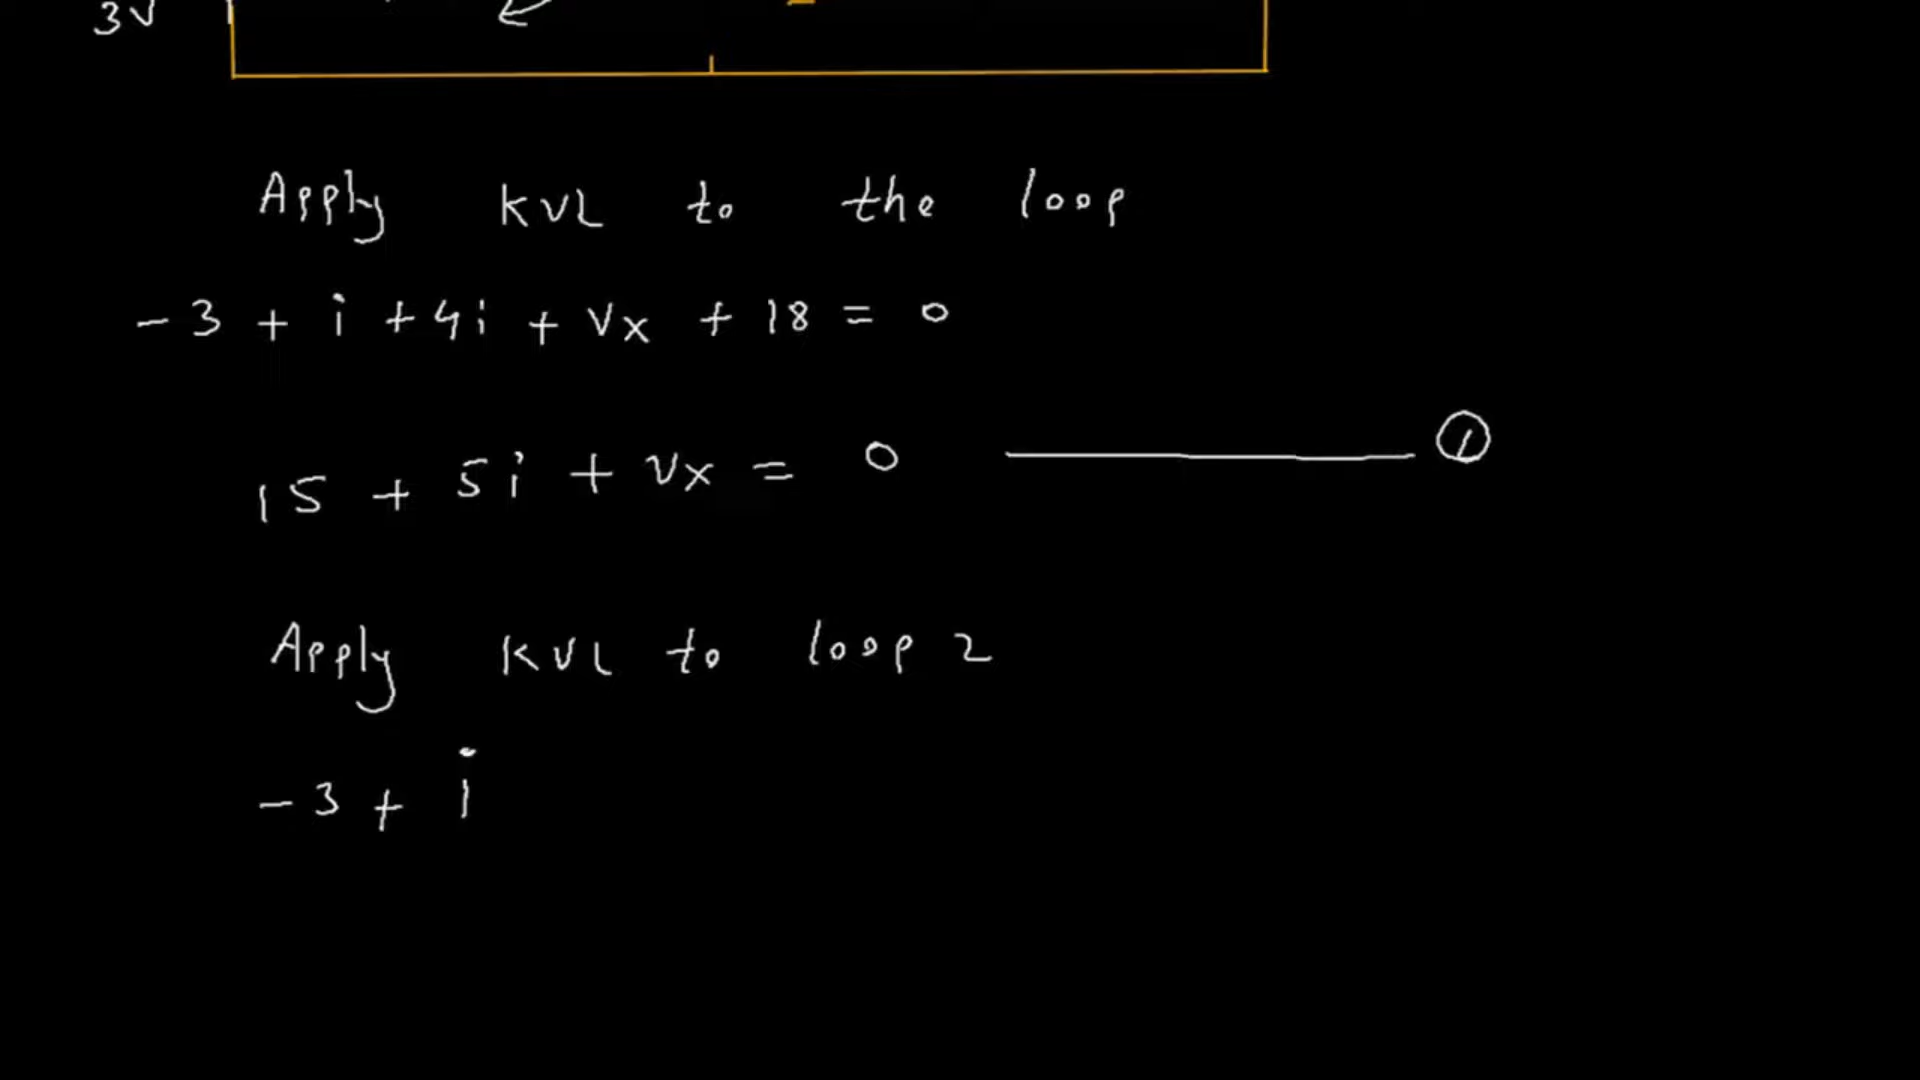 3V
Apply KVL to the loop
-3 + i + 4i + Vx + 18 = 0
15 + 5i + vx = 0 ——— ①
Apply KVL to loop 2
-3 + i